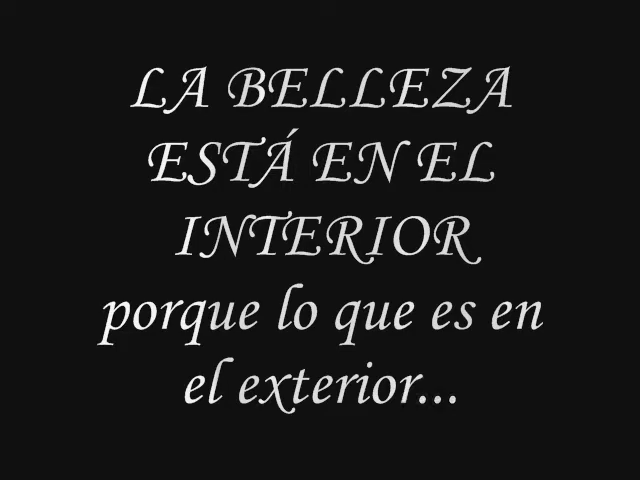 LA BELLEZA
ESTÁ EN EL
INTERIOR
porque lo que es en
el exterior...